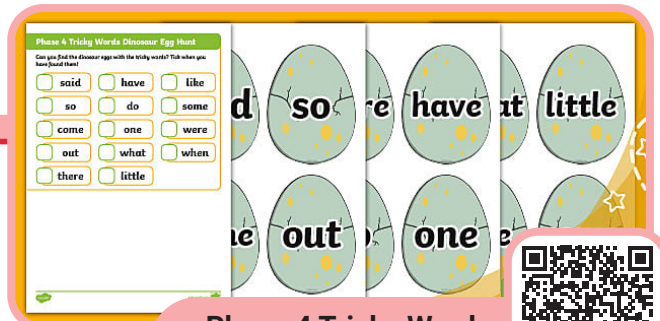 Phase 4 Tricky Words Dinosaur Egg Hunt
Can you find the dinosaur eggs with the tricky words? Tick when you
have found them!
said have like
so do some
come one were
out what when
there little
so have little
out one
Phase 4 Tricky Words